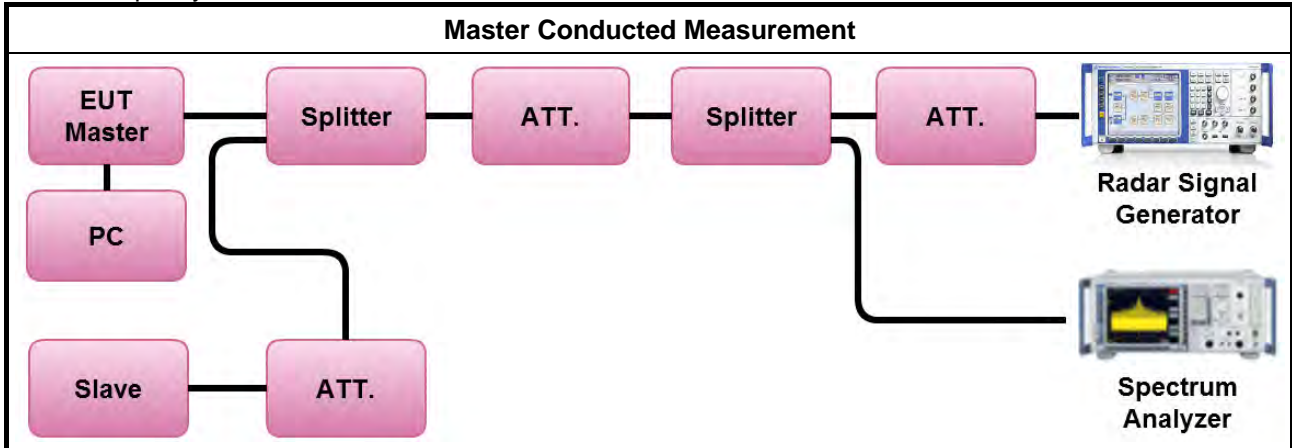 Master Conducted Measurement
EUT
Master
Splitter
ATT.
Splitter
ATT.
Radar Signal
Generator
PC
Slave
ATT.
Spectrum
Analyzer